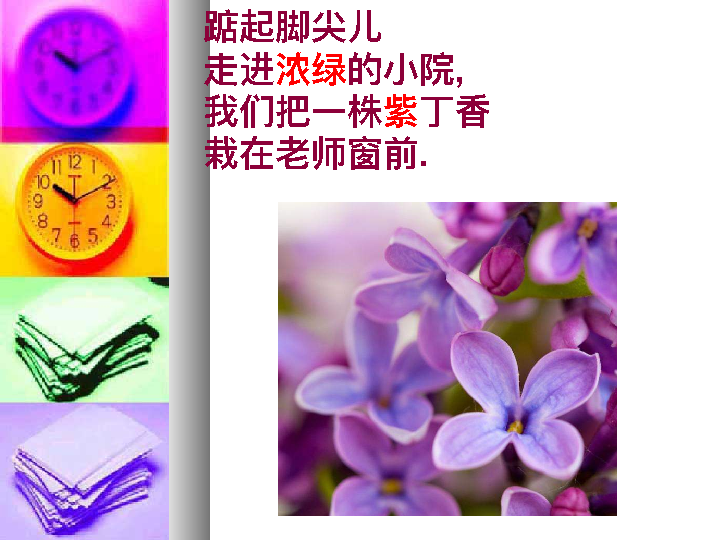 踮起脚尖儿
走进浓绿的小院,
我们把一株紫丁香
栽在老师窗前.